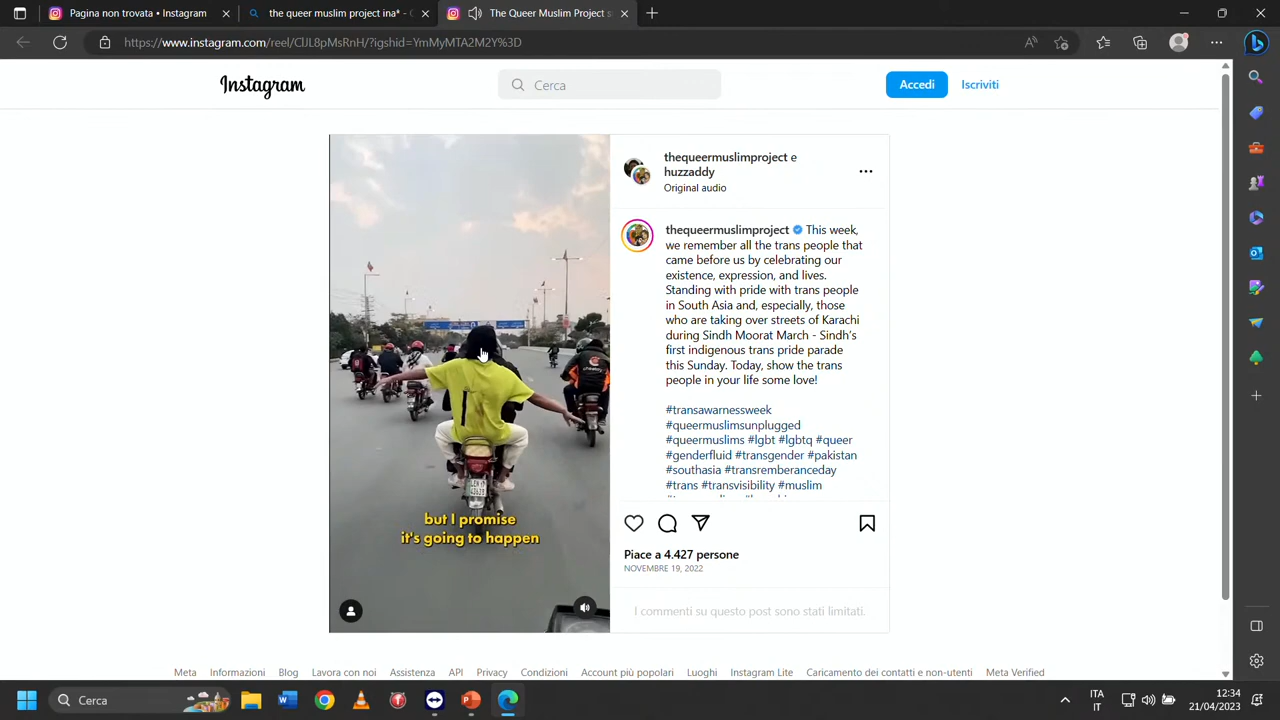 Pagina non trovata • Instagram
the queer muslim project ina* - C
The Queer Muslim Project s
https://www.instagram.com/reel/ClJL8pMsRnH/?igshid=YmMyMTA2M2Y%3D
Instagram
Cerca
Accedi
Iscriviti
thequeermuslimproject e
huzzaddy
Original audio
thequeermuslimproject This week,
we remember all the trans people that
came before us by celebrating our
existence, expression, and lives.
Standing with pride with trans people
in South Asia and, especially, those
who are taking over streets of Karachi
during Sindh Moorat March - Sindh's
first indigenous trans pride parade
this Sunday. Today, show the trans
people in your life some love!
#transawarnessweek
#queermuslimsunplugged
#queermuslims #lgbt #lgbtq #queer
#genderfluid #transgender #pakistan
#southasia #transremberanceday
#trans #transvisibility #muslim
but I promise
it's going to happen
Piace a 4.427 persone
NOVEMBRE 19, 2022
I commenti su questo post sono stati limitati.
Meta Informazioni Blog Lavora con noi Assistenza API Privacy Condizioni Account più popolari Luoghi Instagram Lite Caricamento dei contatti e non-utenti Meta Verified
Cerca
ITA
IT
12:34
21/04/2023